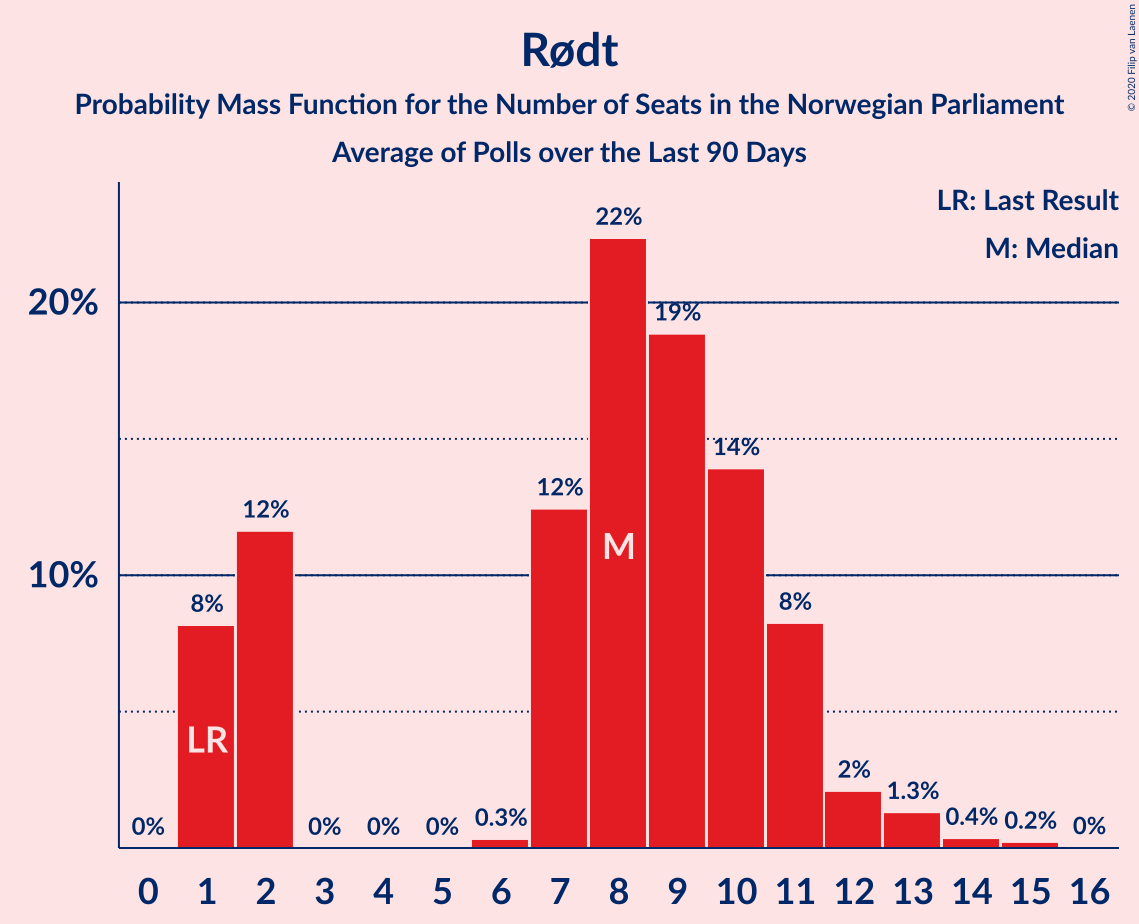 Rødt
Probability Mass Function for the Number of Seats in the Norwegian Parliament
Average of Polls over the Last 90 Days
© 2020 Filip van Laenen
LR: Last Result
M: Median
20%
10%
0%
8%
12%
0%
0%
0%
0.3%
12%
22%
19%
14%
8%
2%
1.3%
0.4%
0.2%
0%
LR
M
0 1 2 3 4 5 6 7 8 9 10 11 12 13 14 15 16